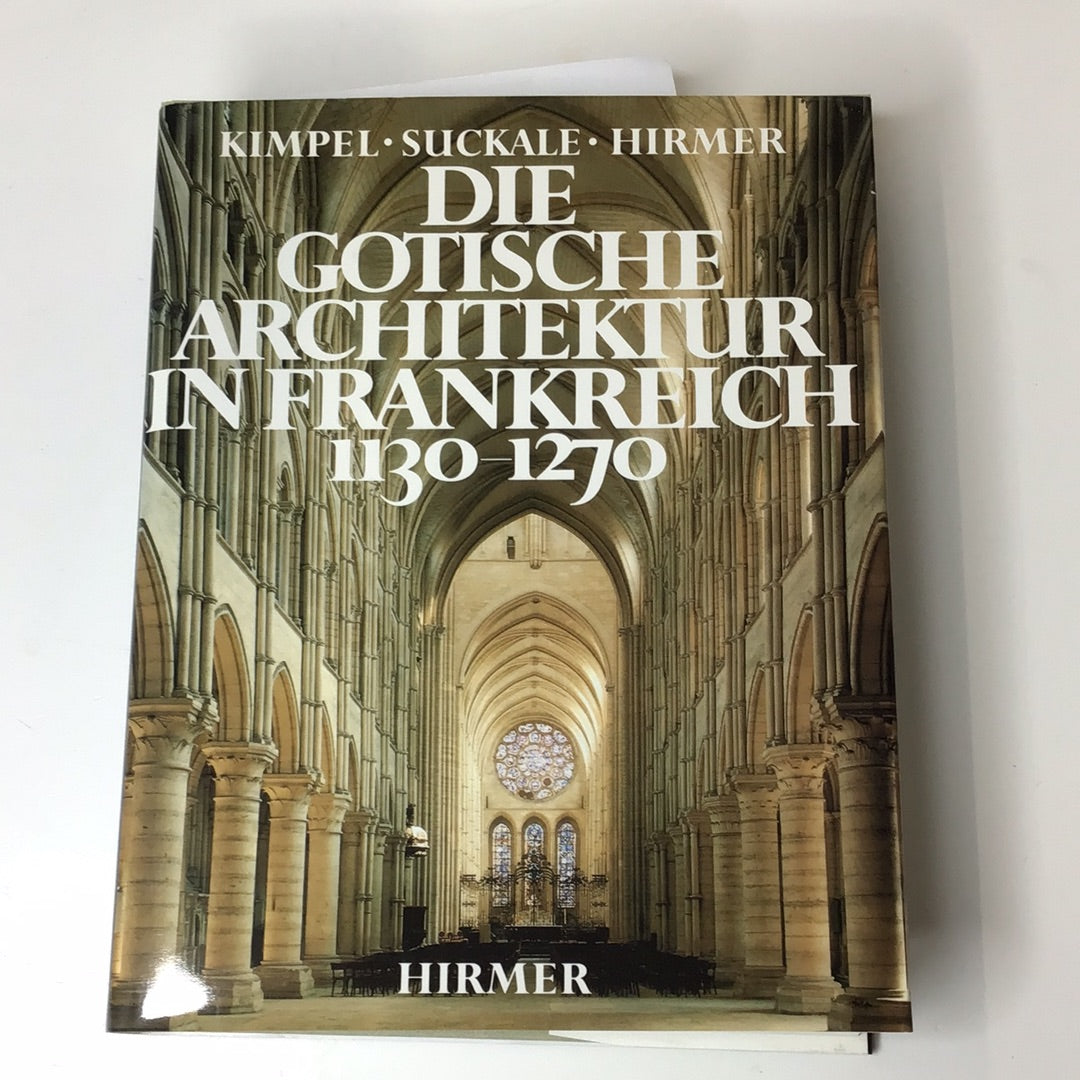 KIMPEL · SUCKALE · HIRMER
DIE
GOTISCHE
ARCHITEKTUR
IN FRANKREICH
1130–1270
HIRMER